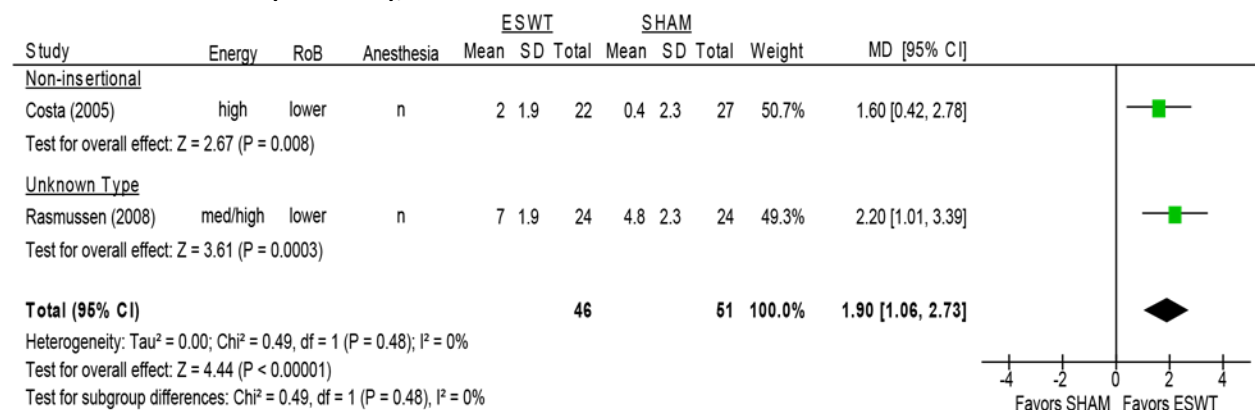 ESWT SHAM
Study Energy RoB Anesthesia Mean SD Total Mean SD Total Weight MD [95% CI]
Non-insertional
Costa (2005) high lower n 2 1.9 22 0.4 2.3 27 50.7% 1.60 [0.42, 2.78]
Test for overall effect: Z = 2.67 (P = 0.008)
Unknown Type
Rasmussen (2008) med/high lower n 7 1.9 24 4.8 2.3 24 49.3% 2.20 [1.01, 3.39]
Test for overall effect: Z = 3.61 (P = 0.0003)
Total (95% CI) 46 51 100.0% 1.90 [1.06, 2.73]
Heterogeneity: Tau² = 0.00; Chi² = 0.49, df = 1 (P = 0.48); I² = 0%
Test for overall effect: Z = 4.44 (P < 0.00001)
Test for subgroup differences: Chi² = 0.49, df = 1 (P = 0.48), I² = 0%
-4 -2 0 2 4
Favors SHAM Favors ESWT